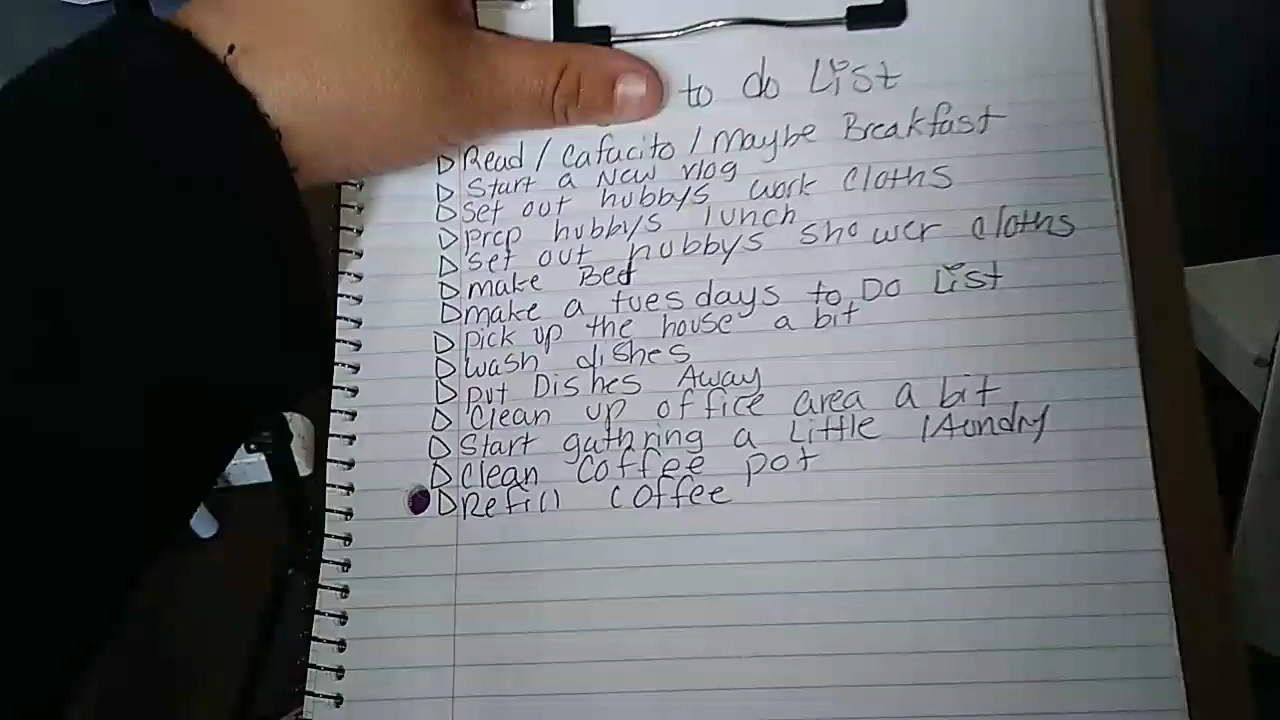 to do List
Read / Cafacito / Maybe Breakfast
Start a New vlog
Set out hubbys work Cloths
prep hubbys lunch
Set out hubbys shower cloths
make Bed
make a tuesdays to Do List
pick up the house a bit
wash dishes
put Dishes Away
Clean up office area a bit
Start gathring a Little lAundry
Clean Coffee pot
Refill Coffee